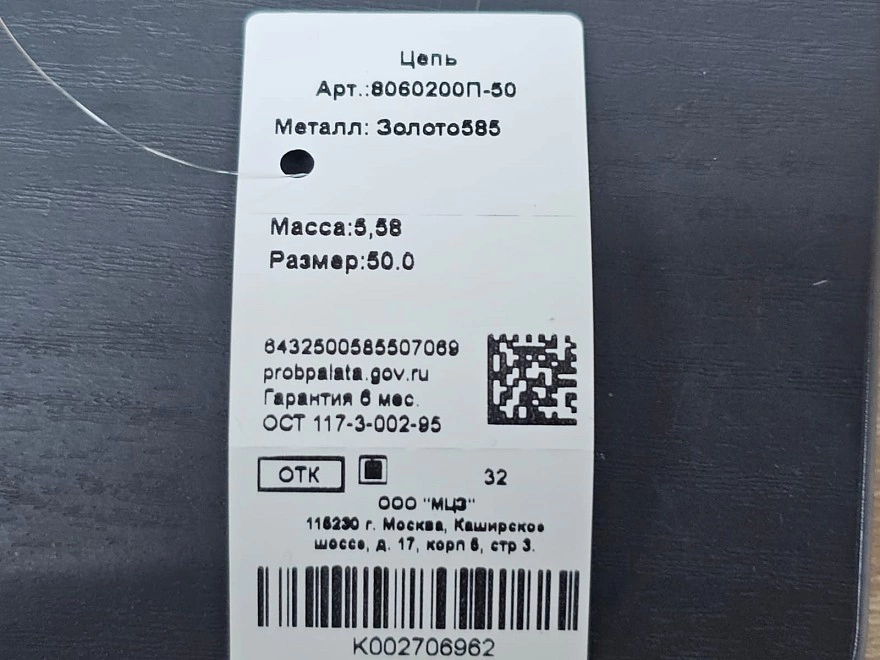 Цепь
Арт.:8060200П-50
Металл: Золото585
Масса:5,58
Размер:50.0
6432500585507069
probpalata.gov.ru
Гарантия 6 мес.
ОСТ 117-3-002-95
ОТК 32
ООО "МЦЗ"
115230 г. Москва, Каширское
шоссе, д. 17, корп 5, стр 3.
K002706962